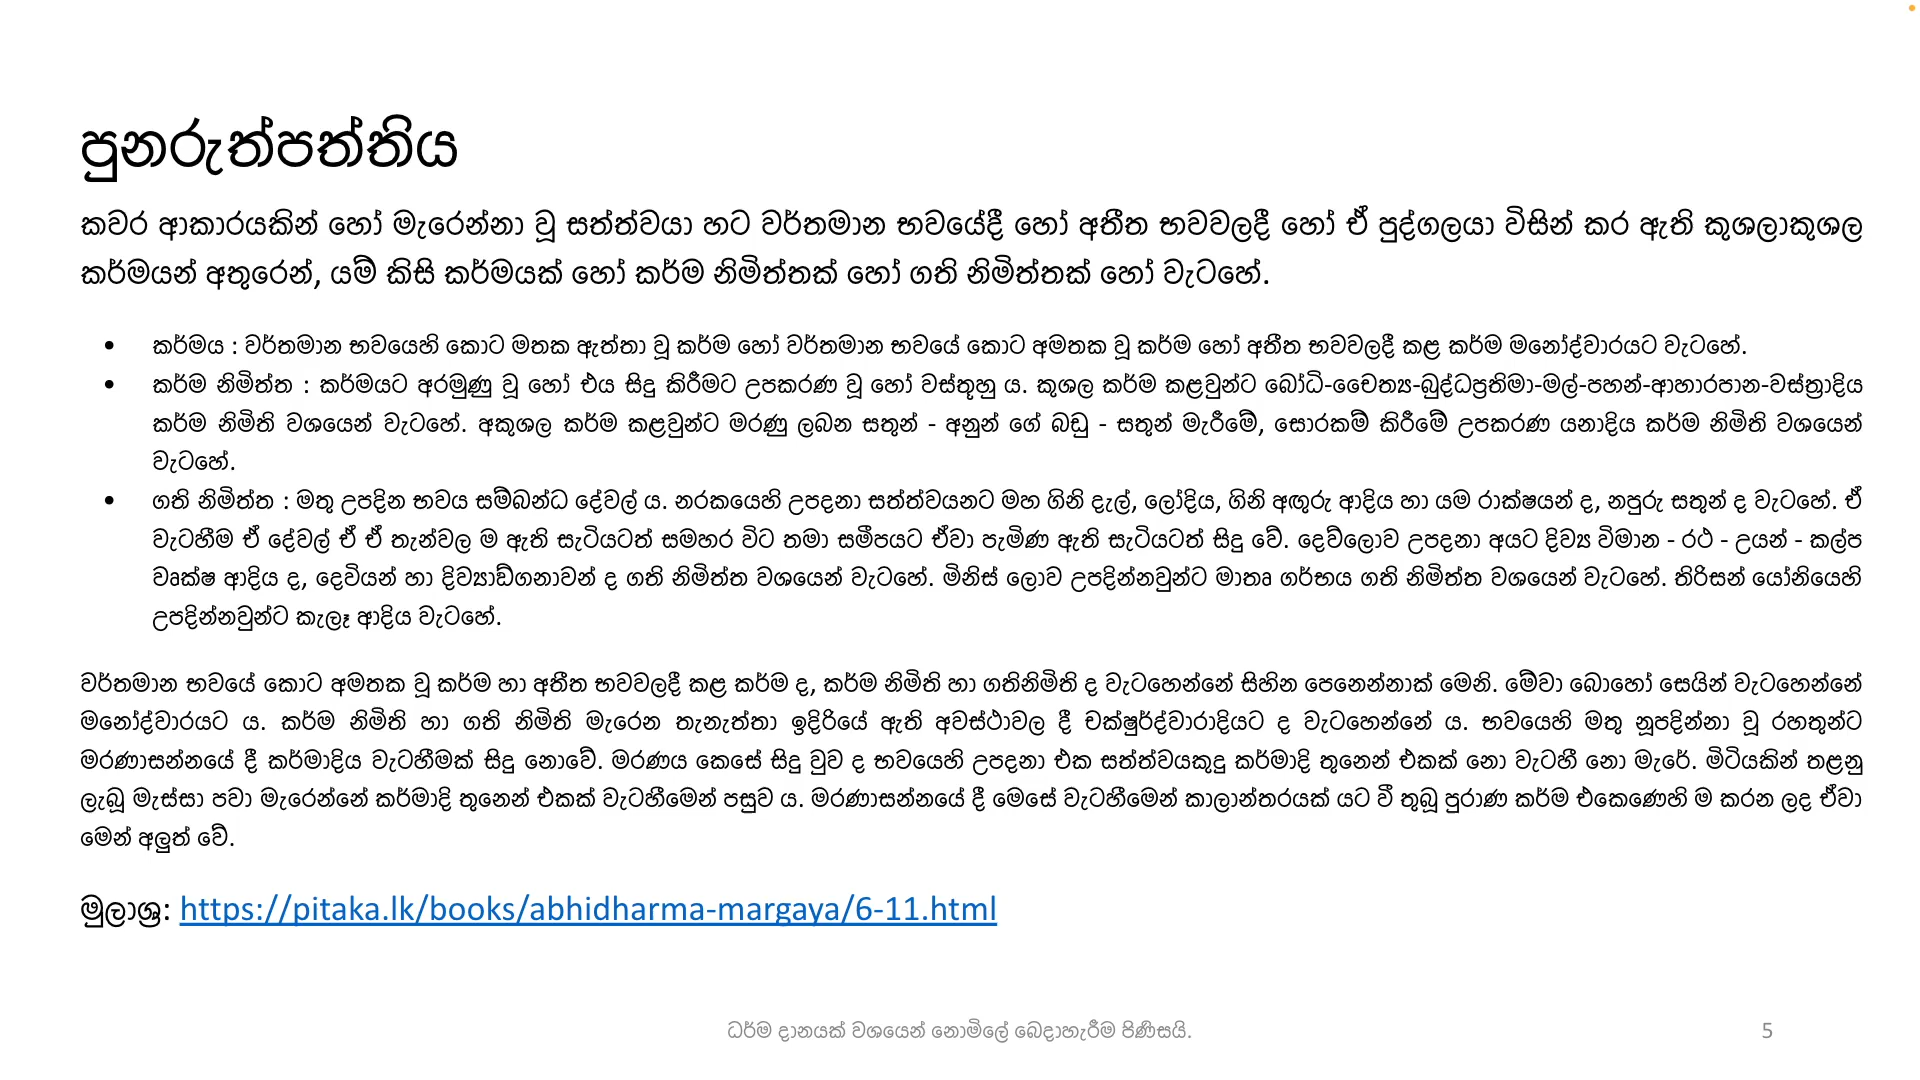 පුනරුත්පත්තිය
කවර ආකාරයකින් හෝ මැරෙන්නා වූ සත්ත්වයා හට වර්තමාන භවයේදී හෝ අතීත භවවලදී හෝ ඒ පුද්ගලයා විසින් කර ඇති කුශලාකුශල
කර්මයන් අතුරෙන්, යම් කිසි කර්මයක් හෝ කර්ම නිමිත්තක් හෝ ගති නිමිත්තක් හෝ වැටහේ.
• කර්මය : වර්තමාන භවයෙහි කොට මතක ඇත්තා වූ කර්ම හෝ වර්තමාන භවයේ කොට අමතක වූ කර්ම හෝ අතීත භවවලදී කළ කර්ම මනෝද්වාරයට වැටහේ.
• කර්ම නිමිත්ත : කර්මයට අරමුණු වූ හෝ එය සිදු කිරීමට උපකරණ වූ හෝ වස්තූහු ය. කුශල කර්ම කළවුන්ට බෝධි-චෛත්‍ය-බුද්ධප්‍රතිමා-මල්-පහන්-ආහාරපාන-වස්ත්‍රාදිය
කර්ම නිමිති වශයෙන් වැටහේ. අකුශල කර්ම කළවුන්ට මරණු ලබන සතුන් - අනුන් ගේ බඩු - සතුන් මැරීමේ, සොරකම් කිරීමේ උපකරණ යනාදිය කර්ම නිමිති වශයෙන්
වැටහේ.
• ගති නිමිත්ත : මතු උපදින භවය සම්බන්ධ දේවල් ය. නරකයෙහි උපදනා සත්ත්වයනට මහ ගිනි දැල්, ලෝදිය, ගිනි අඟුරු ආදිය හා යම රාක්ෂයන් ද, නපුරු සතුන් ද වැටහේ. ඒ
වැටහීම ඒ දේවල් ඒ ඒ තැන්වල ම ඇති සැටියටත් සමහර විට තමා සමීපයට ඒවා පැමිණ ඇති සැටියටත් සිදු වේ. දෙව්ලොව උපදනා අයට දිව්‍ය විමාන - රථ - උයන් - කල්ප
වෘක්ෂ ආදිය ද, දෙවියන් හා දිව්‍යාඞ්ගනාවන් ද ගති නිමිත්ත වශයෙන් වැටහේ. මිනිස් ලොව උපදින්නවුන්ට මාතෘ ගර්භය ගති නිමිත්ත වශයෙන් වැටහේ. තිරිසන් යෝනියෙහි
උපදින්නවුන්ට කැලෑ ආදිය වැටහේ.
වර්තමාන භවයේ කොට අමතක වූ කර්ම හා අතීත භවවලදී කළ කර්ම ද, කර්ම නිමිති හා ගතිනිමිති ද වැටහෙන්නේ සිහින පෙනෙන්නාක් මෙනි. මේවා බොහෝ සෙයින් වැටහෙන්නේ
මනෝද්වාරයට ය. කර්ම නිමිති හා ගති නිමිති මැරෙන තැනැත්තා ඉදිරියේ ඇති අවස්ථාවල දී චක්ෂුර්ද්වාරාදියට ද වැටහෙන්නේ ය. භවයෙහි මතු නූපදින්නා වූ රහතුන්ට
මරණාසන්නයේ දී කර්මාදිය වැටහීමක් සිදු නොවේ. මරණය කෙසේ සිදු වුව ද භවයෙහි උපදනා එක සත්ත්වයකුදු කර්මාදි තුනෙන් එකක් නො වැටහී නො මැරේ. මිටියකින් තළනු
ලැබූ මැස්සා පවා මැරෙන්නේ කර්මාදි තුනෙන් එකක් වැටහීමෙන් පසුව ය. මරණාසන්නයේ දී මෙසේ වැටහීමෙන් කාලාන්තරයක් යට වී තුබූ පුරාණ කර්ම එකෙණෙහි ම කරන ලද ඒවා
මෙන් අලුත් වේ.
මුලාශ්‍ර: https://pitaka.lk/books/abhidharma-margaya/6-11.html
ධර්ම දානයක් වශයෙන් නොමිලේ බෙදාහැරීම පිණිසයි.
5